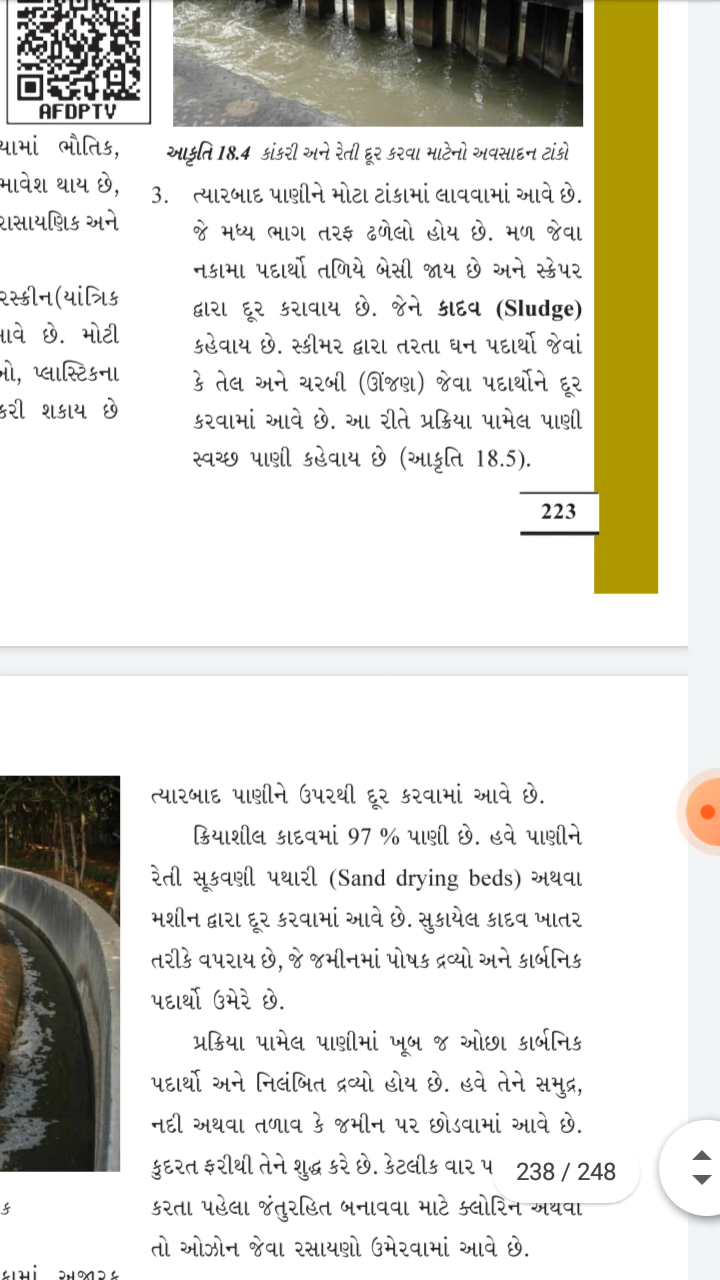 AFDPTV
યામાં ભૌતિક,
માવેશ થાય છે,
રાસાયણિક અને
રસ્ક્રીન(યાંત્રિક
આવે છે. મોટી
ઓ, પ્લાસ્ટિકના
કરી શકાય છે
આકૃતિ 18.4 કાંકરી અને રેતી દૂર કરવા માટેનો અવસાદન ટાંકો
3. ત્યારબાદ પાણીને મોટા ટાંકામાં લાવવામાં આવે છે.
જે મધ્ય ભાગ તરફ ઢળેલો હોય છે. મળ જેવા
નકામા પદાર્થો તળિયે બેસી જાય છે અને સ્ક્રેપર
દ્વારા દૂર કરાવાય છે. જેને કાદવ (Sludge)
કહેવાય છે. સ્કીમર દ્વારા તરતા ઘન પદાર્થો જેવાં
કે તેલ અને ચરબી (ઊંજણ) જેવા પદાર્થોને દૂર
કરવામાં આવે છે. આ રીતે પ્રક્રિયા પામેલ પાણી
સ્વચ્છ પાણી કહેવાય છે (આકૃતિ 18.5).
223
ત્યારબાદ પાણીને ઉપરથી દૂર કરવામાં આવે છે.
ક્રિયાશીલ કાદવમાં 97 % પાણી છે. હવે પાણીને
રેતી સૂકવણી પથારી (Sand drying beds) અથવા
મશીન દ્વારા દૂર કરવામાં આવે છે. સુકાયેલ કાદવ ખાતર
તરીકે વપરાય છે, જે જમીનમાં પોષક દ્રવ્યો અને કાર્બનિક
પદાર્થો ઉમેરે છે.
પ્રક્રિયા પામેલ પાણીમાં ખૂબ જ ઓછા કાર્બનિક
પદાર્થો અને નિલંબિત દ્રવ્યો હોય છે. હવે તેને સમુદ્ર,
નદી અથવા તળાવ કે જમીન પર છોડવામાં આવે છે.
કુદરત ફરીથી તેને શુદ્ધ કરે છે. કેટલીક વાર
238 / 248
ક
કરતા પહેલા જંતુરહિત બનાવવા માટે ક્લોરિન અથવા
તો ઓઝોન જેવા રસાયણો ઉમેરવામાં આવે છે.